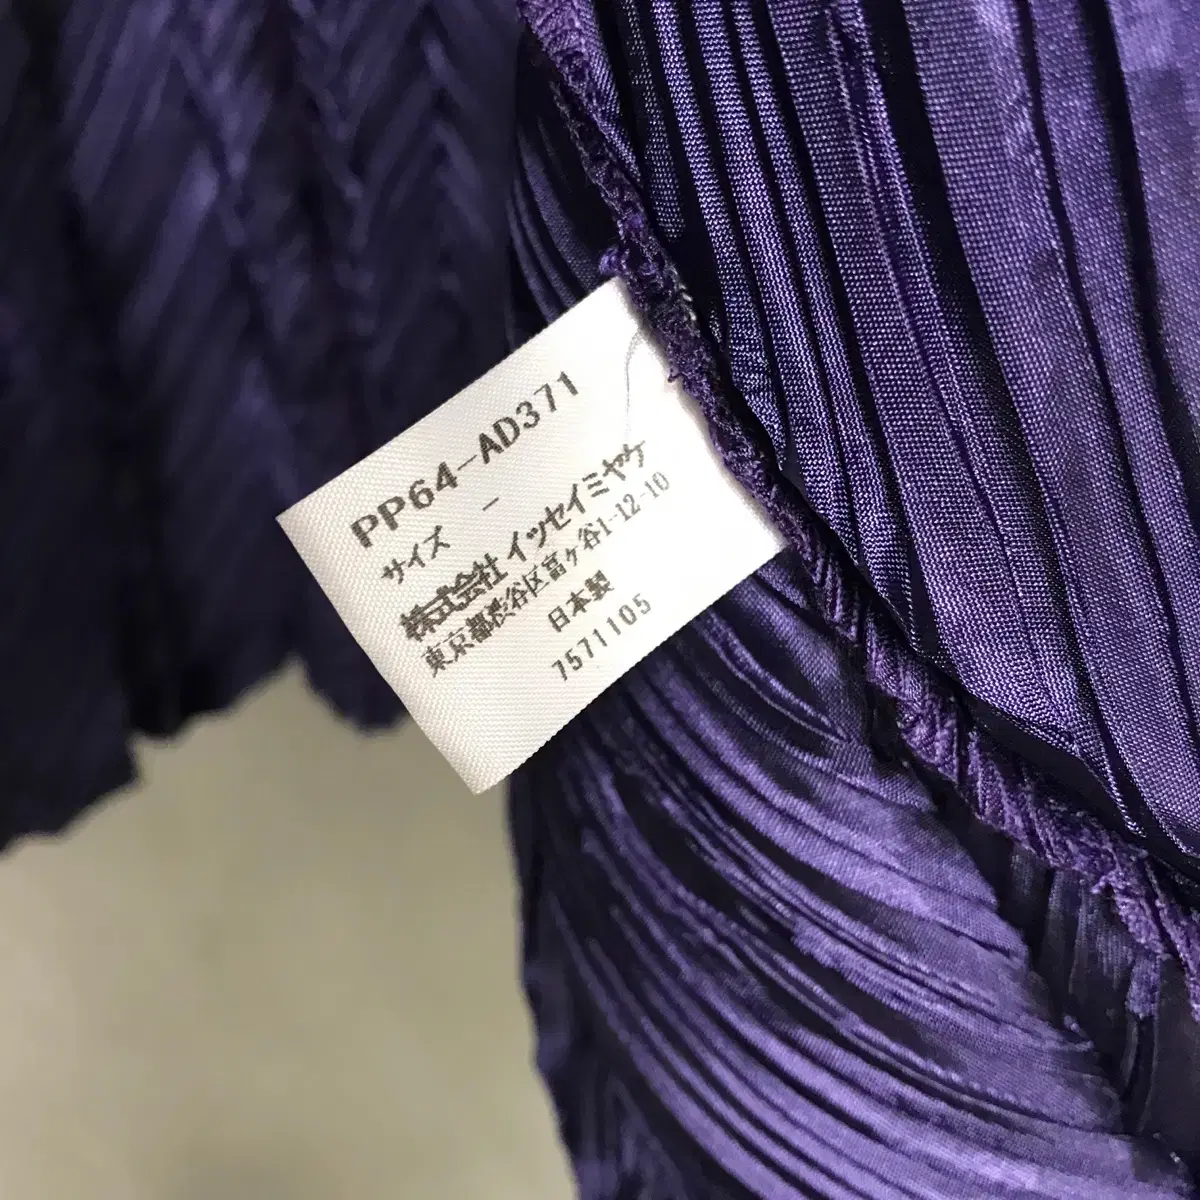 PP64-AD371
サイズ -
株式会社 イッセイミヤケ
東京都渋谷区富ヶ谷1-12-10
日本製
7571105